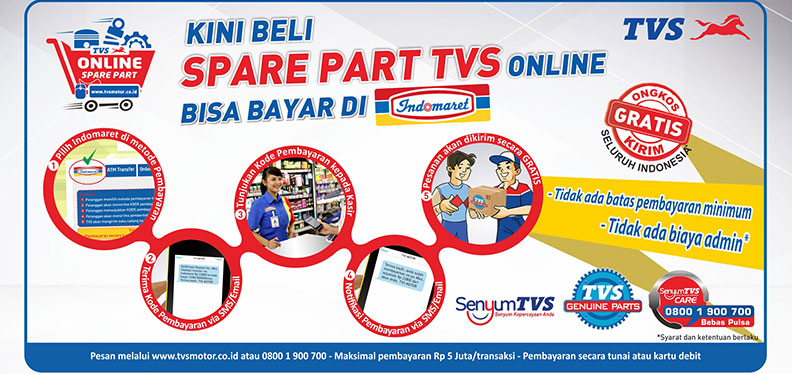 TVS
ONLINE
SPARE PART
www.tvsmotor.co.id
KINI BELI
SPARE PART TVS ONLINE
BISA BAYAR DI Indomaret
TVS
ONGKOS
GRATIS
KIRIM
SELURUH INDONESIA*
1 Pilih Indomaret di metode Pembayaran
ATM Transfer
2 Terima Kode Pembayaran via SMS/Email
3 Tunjukan Kode Pembayaran kepada Kasir
4 Notifikasi Pembayaran via SMS/Email
5 Pesanan akan dikirim secara GRATIS
TVS
- Tidak ada batas pembayaran minimum
- Tidak ada biaya admin*
SenyumTVS
Senyum Kepercayaan Anda
TVS
GENUINE PARTS
SenyumTVS
CARE
0800 1 900 700
Bebas Pulsa
*Syarat dan ketentuan berlaku
Pesan melalui www.tvsmotor.co.id atau 0800 1 900 700 - Maksimal pembayaran Rp 5 Juta/transaksi - Pembayaran secara tunai atau kartu debit